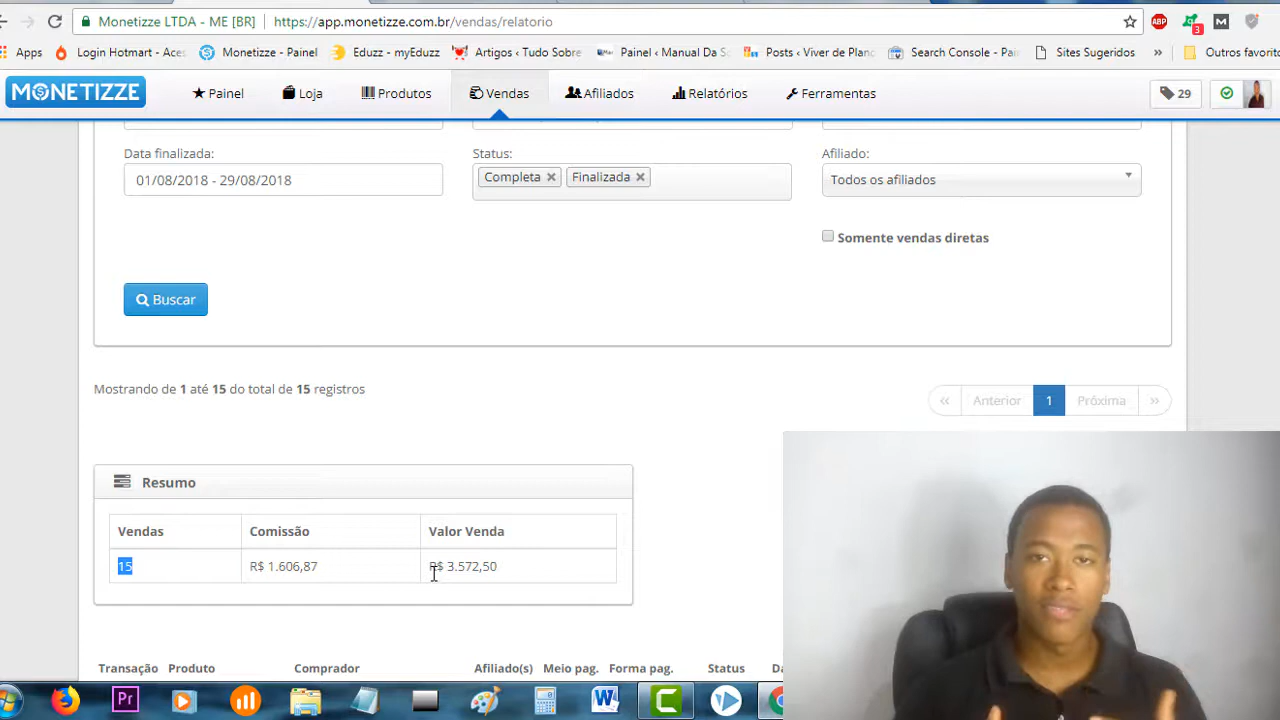 Monetizze LTDA - ME [BR] https://app.monetizze.com.br/vendas/relatorio ABP 3 M
Apps Login Hotmart - Aces Monetizze - Painel Eduzz - myEduzz Artigos ‹ Tudo Sobre Painel ‹ Manual Da So Posts ‹ Viver de Planc Search Console - Pain Sites Sugeridos » Outros favorito
MONETIZZE Painel Loja Produtos Vendas Afiliados Relatórios Ferramentas 29
Data finalizada: Status: Afiliado:
01/08/2018 - 29/08/2018 Completa × Finalizada × Todos os afiliados
Somente vendas diretas
Buscar
Mostrando de 1 até 15 do total de 15 registros
« Anterior 1 Próxima »
Resumo
Vendas Comissão Valor Venda
15 R$ 1.606,87 R$ 3.572,50
Transação Produto Comprador Afiliado(s) Meio pag. Forma pag. Status
Pr W C